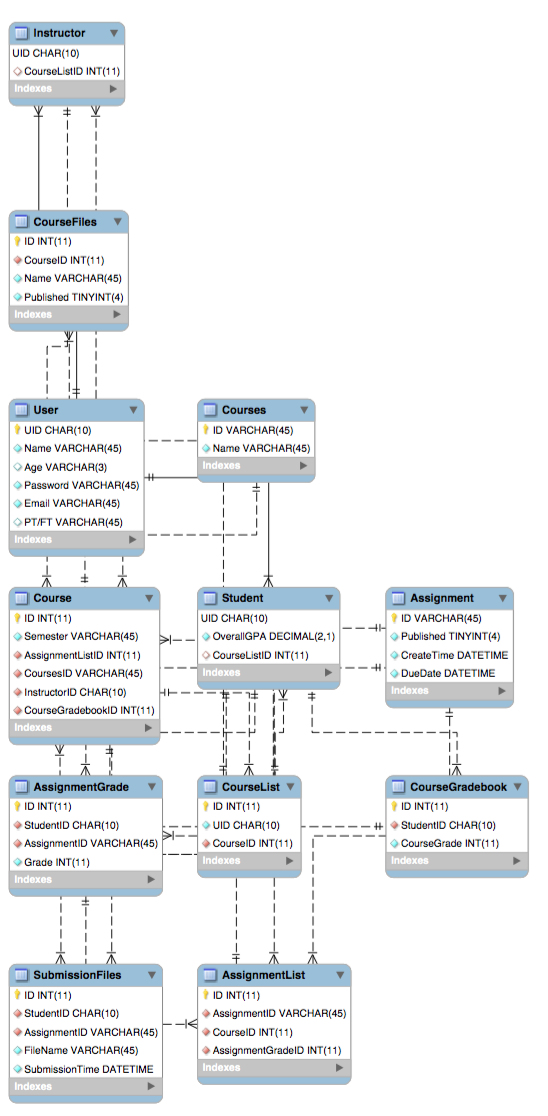 Instructor
UID CHAR(10)
CourseListID INT(11)
Indexes
CourseFiles
ID INT(11)
CourseID INT(11)
Name VARCHAR(45)
Published TINYINT(4)
Indexes
User
UID CHAR(10)
Name VARCHAR(45)
Age VARCHAR(3)
Password VARCHAR(45)
Email VARCHAR(45)
PT/FT VARCHAR(45)
Indexes
Courses
ID VARCHAR(45)
Name VARCHAR(45)
Indexes
Course
ID INT(11)
Semester VARCHAR(45)
AssignmentListID INT(11)
CoursesID VARCHAR(45)
InstructorID CHAR(10)
CourseGradebookID INT(11)
Indexes
Student
UID CHAR(10)
OverallGPA DECIMAL(2,1)
CourseListID INT(11)
Indexes
Assignment
ID VARCHAR(45)
Published TINYINT(4)
CreateTime DATETIME
DueDate DATETIME
Indexes
AssignmentGrade
ID INT(11)
StudentID CHAR(10)
AssignmentID VARCHAR(45)
Grade INT(11)
Indexes
CourseList
ID INT(11)
UID CHAR(10)
CourseID INT(11)
Indexes
CourseGradebook
ID INT(11)
StudentID CHAR(10)
CourseGrade INT(11)
Indexes
SubmissionFiles
ID INT(11)
StudentID CHAR(10)
AssignmentID VARCHAR(45)
FileName VARCHAR(45)
SubmissionTime DATETIME
Indexes
AssignmentList
ID INT(11)
AssignmentID VARCHAR(45)
CourseID INT(11)
AssignmentGradeID INT(11)
Indexes